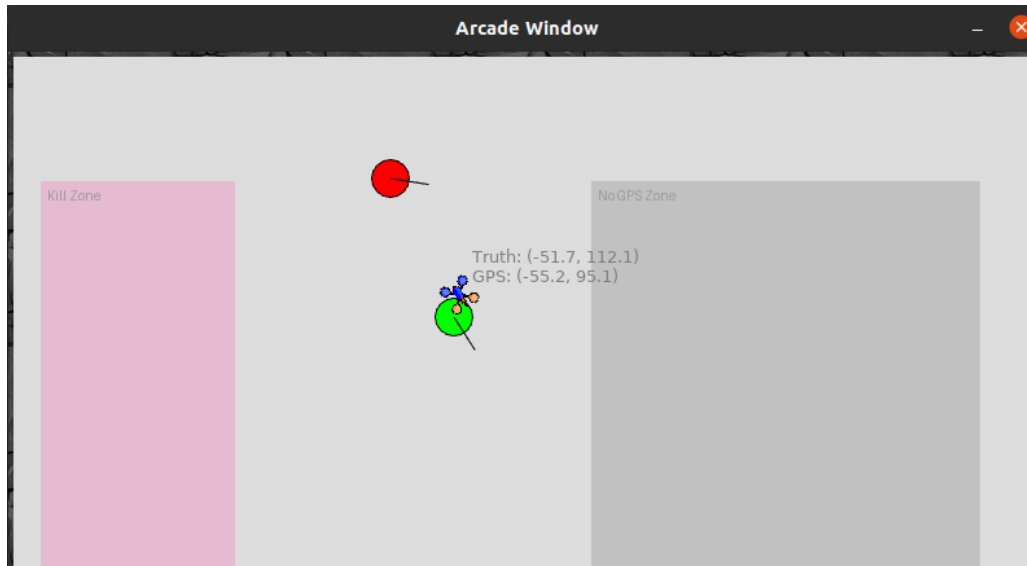 Arcade Window
Kill Zone
NoGPS Zone
Truth: (-51.7, 112.1)
GPS: (-55.2, 95.1)